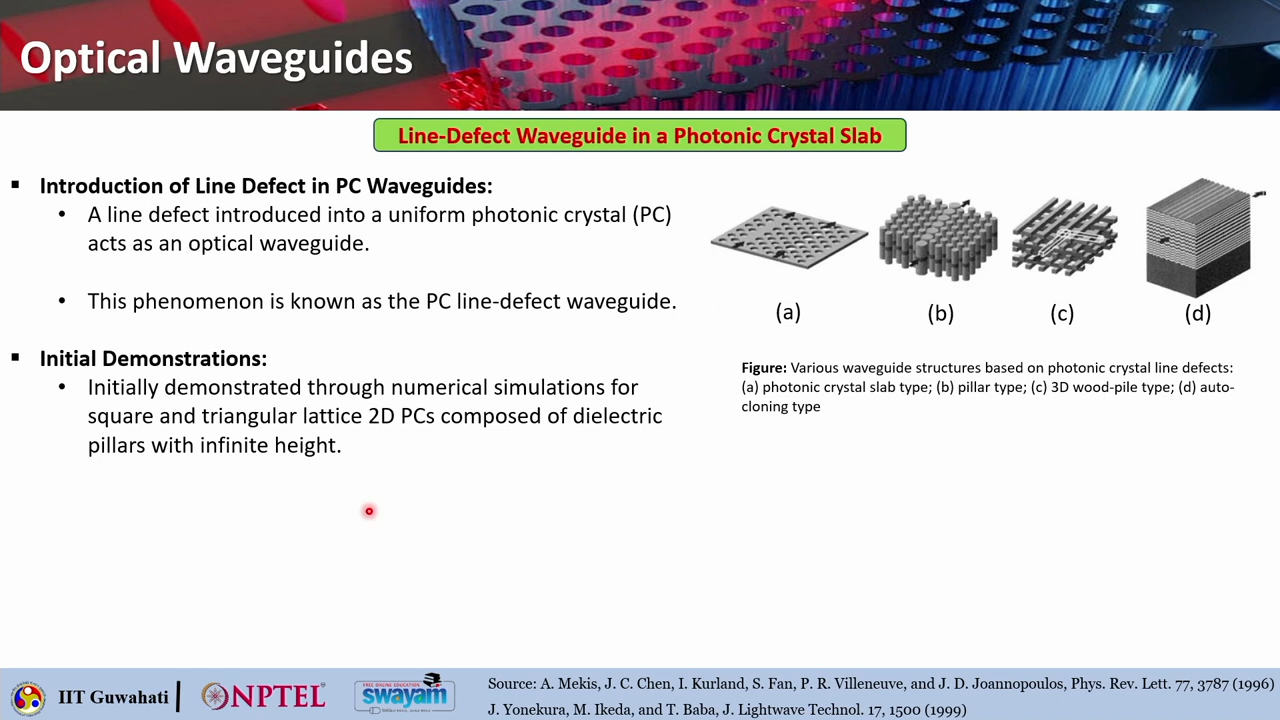 Optical Waveguides
Line-Defect Waveguide in a Photonic Crystal Slab
▪ Introduction of Line Defect in PC Waveguides:
• A line defect introduced into a uniform photonic crystal (PC)
acts as an optical waveguide.
• This phenomenon is known as the PC line-defect waveguide.
▪ Initial Demonstrations:
• Initially demonstrated through numerical simulations for
square and triangular lattice 2D PCs composed of dielectric
pillars with infinite height.
(a) (b) (c) (d)
Figure: Various waveguide structures based on photonic crystal line defects:
(a) photonic crystal slab type; (b) pillar type; (c) 3D wood-pile type; (d) auto-
cloning type
IIT Guwahati
NPTEL
FREE ONLINE EDUCATION
swayam
Source: A. Mekis, J. C. Chen, I. Kurland, S. Fan, P. R. Villeneuve, and J. D. Joannopoulos, Phys. Rev. Lett. 77, 3787 (1996)
J. Yonekura, M. Ikeda, and T. Baba, J. Lightwave Technol. 17, 1500 (1999)